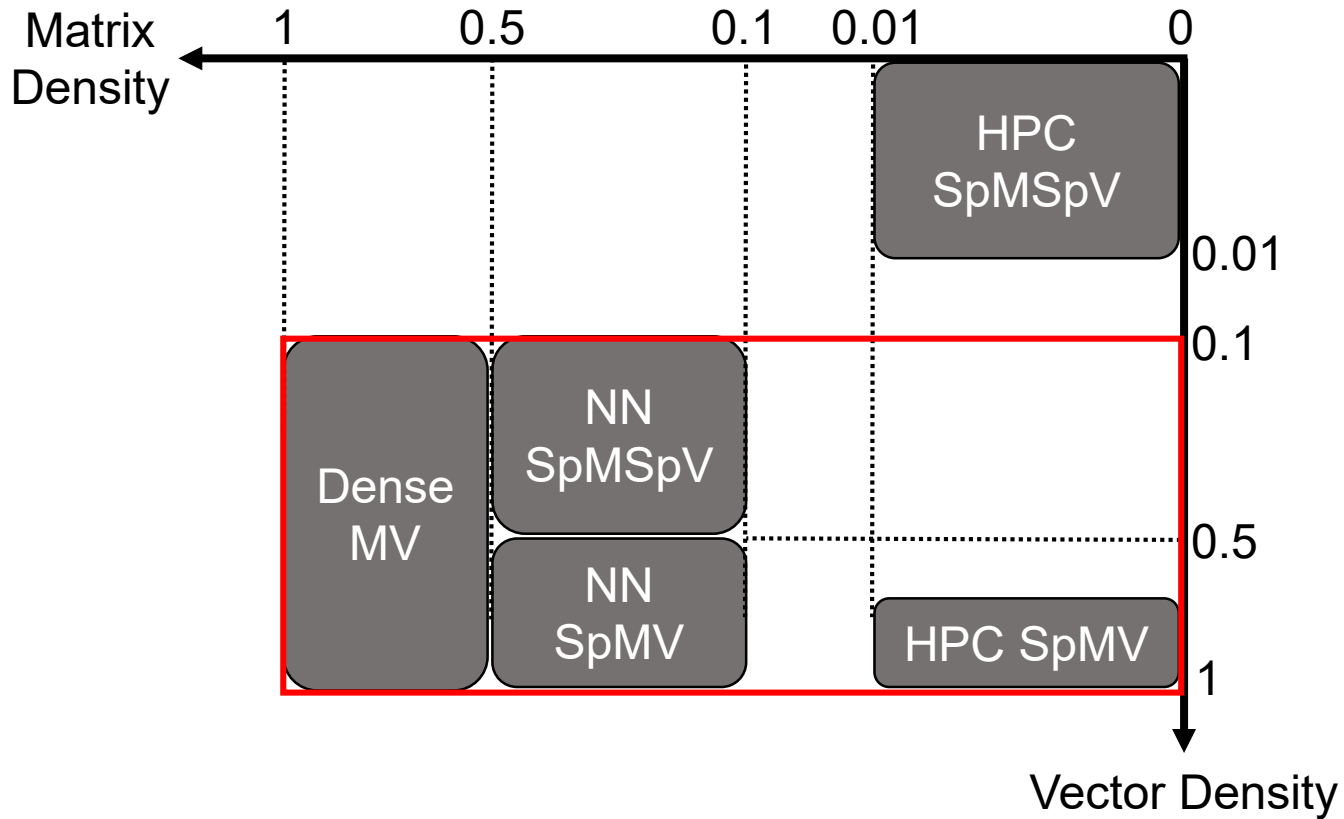 Matrix
Density
1 0.5 0.1 0.01 0
HPC
SpMSpV
0.01
0.1
NN
SpMSpV
Dense
MV
0.5
NN
SpMV
HPC SpMV
1
Vector Density